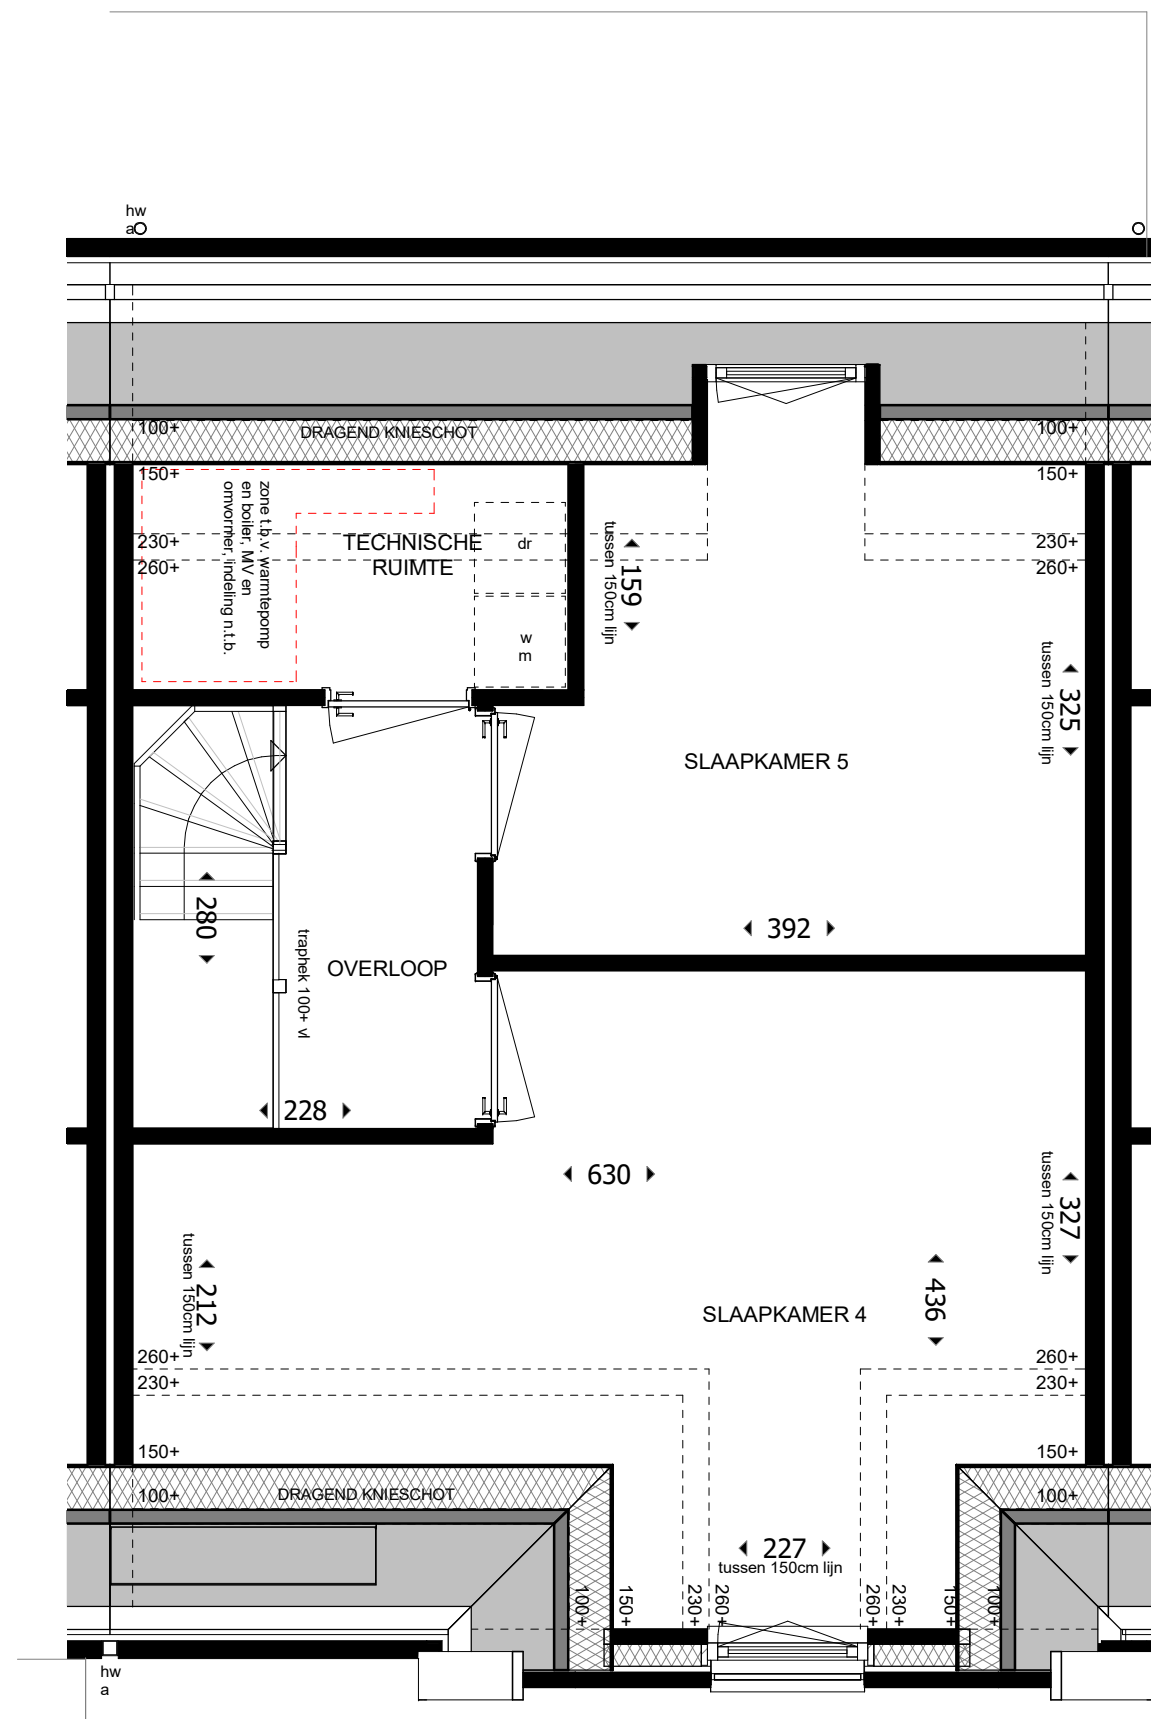 hw
a
100+
DRAGEND KNIESCHOT
100+
150+
150+
zone t.b.v. warmtepomp
en boiler, MV en
omvormer, indeling n.t.b.
230+
TECHNISCHE
RUIMTE
dr
tussen 150cm lijn
159
230+
260+
260+
w
m
tussen 150cm lijn
325
SLAAPKAMER 5
280
392
traphek 100+ vl
OVERLOOP
228
630
tussen 150cm lijn
327
tussen 150cm lijn
212
436
SLAAPKAMER 4
260+
260+
230+
230+
150+
150+
100+
DRAGEND KNIESCHOT
100+
227
tussen 150cm lijn
100+
150+
230+
260+
260+
230+
150+
100+
hw
a